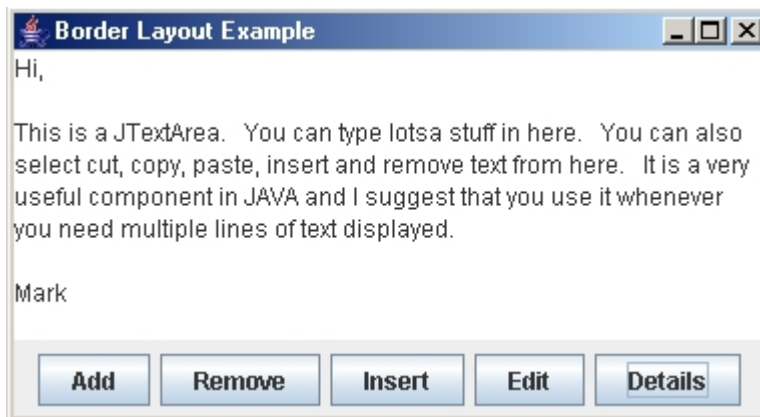 Border Layout Example
Hi,
This is a JTextArea. You can type lotsa stuff in here. You can also
select cut, copy, paste, insert and remove text from here. It is a very
useful component in JAVA and I suggest that you use it whenever
you need multiple lines of text displayed.
Mark
Add Remove Insert Edit Details